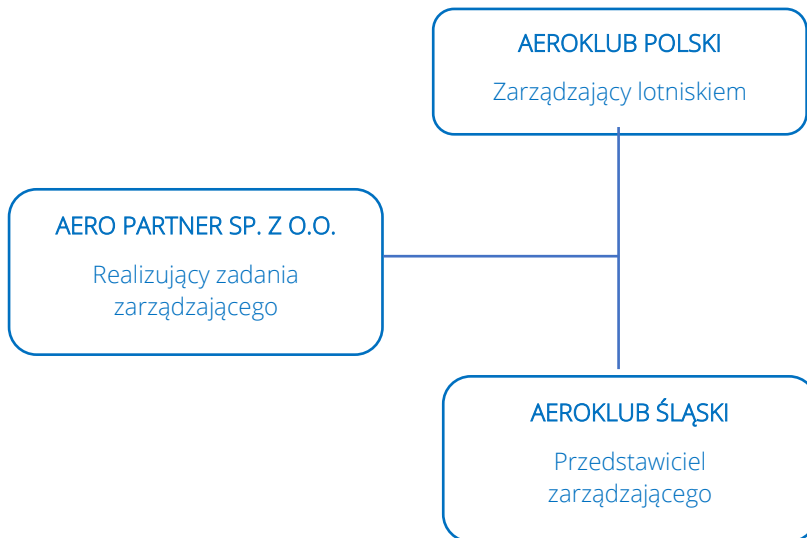 AEROKLUB POLSKI
Zarządzający lotniskiem
AERO PARTNER SP. Z O.O.
Realizujący zadania
zarządzającego
AEROKLUB ŚLĄSKI
Przedstawiciel
zarządzającego